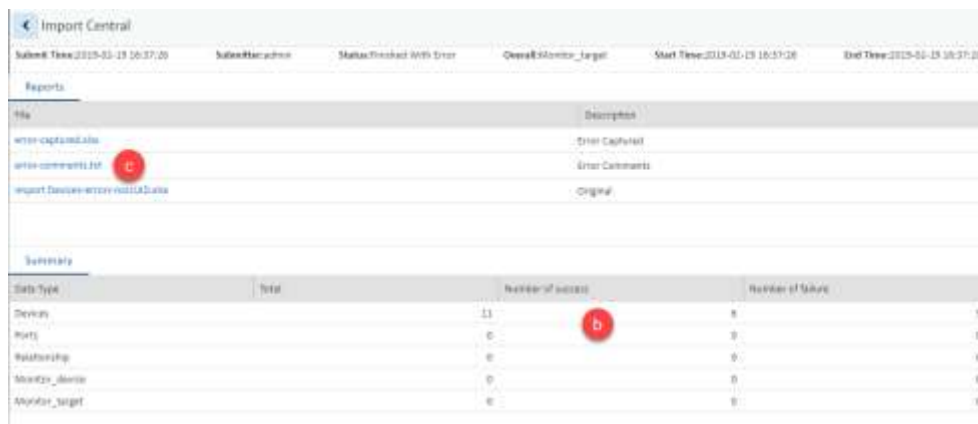 Import Central
Submit Time:2019-02-19 16:37:26 Submitter:admin Status:Finished With Error Overall:Monitor_target Start Time:2019-02-19 16:37:26 End Time:2019-02-19 16:37:2
Reports
File Description
error-captured.xlsx Error Captured
error-comments.txt c Error Comments
Import Devices-error- Original
Summary
Data Type Total Number of success Number of failure
Devices 11 b
Ports 0 0
Relationship 0 0
Monitor_device 0 0
Monitor_target 0 0